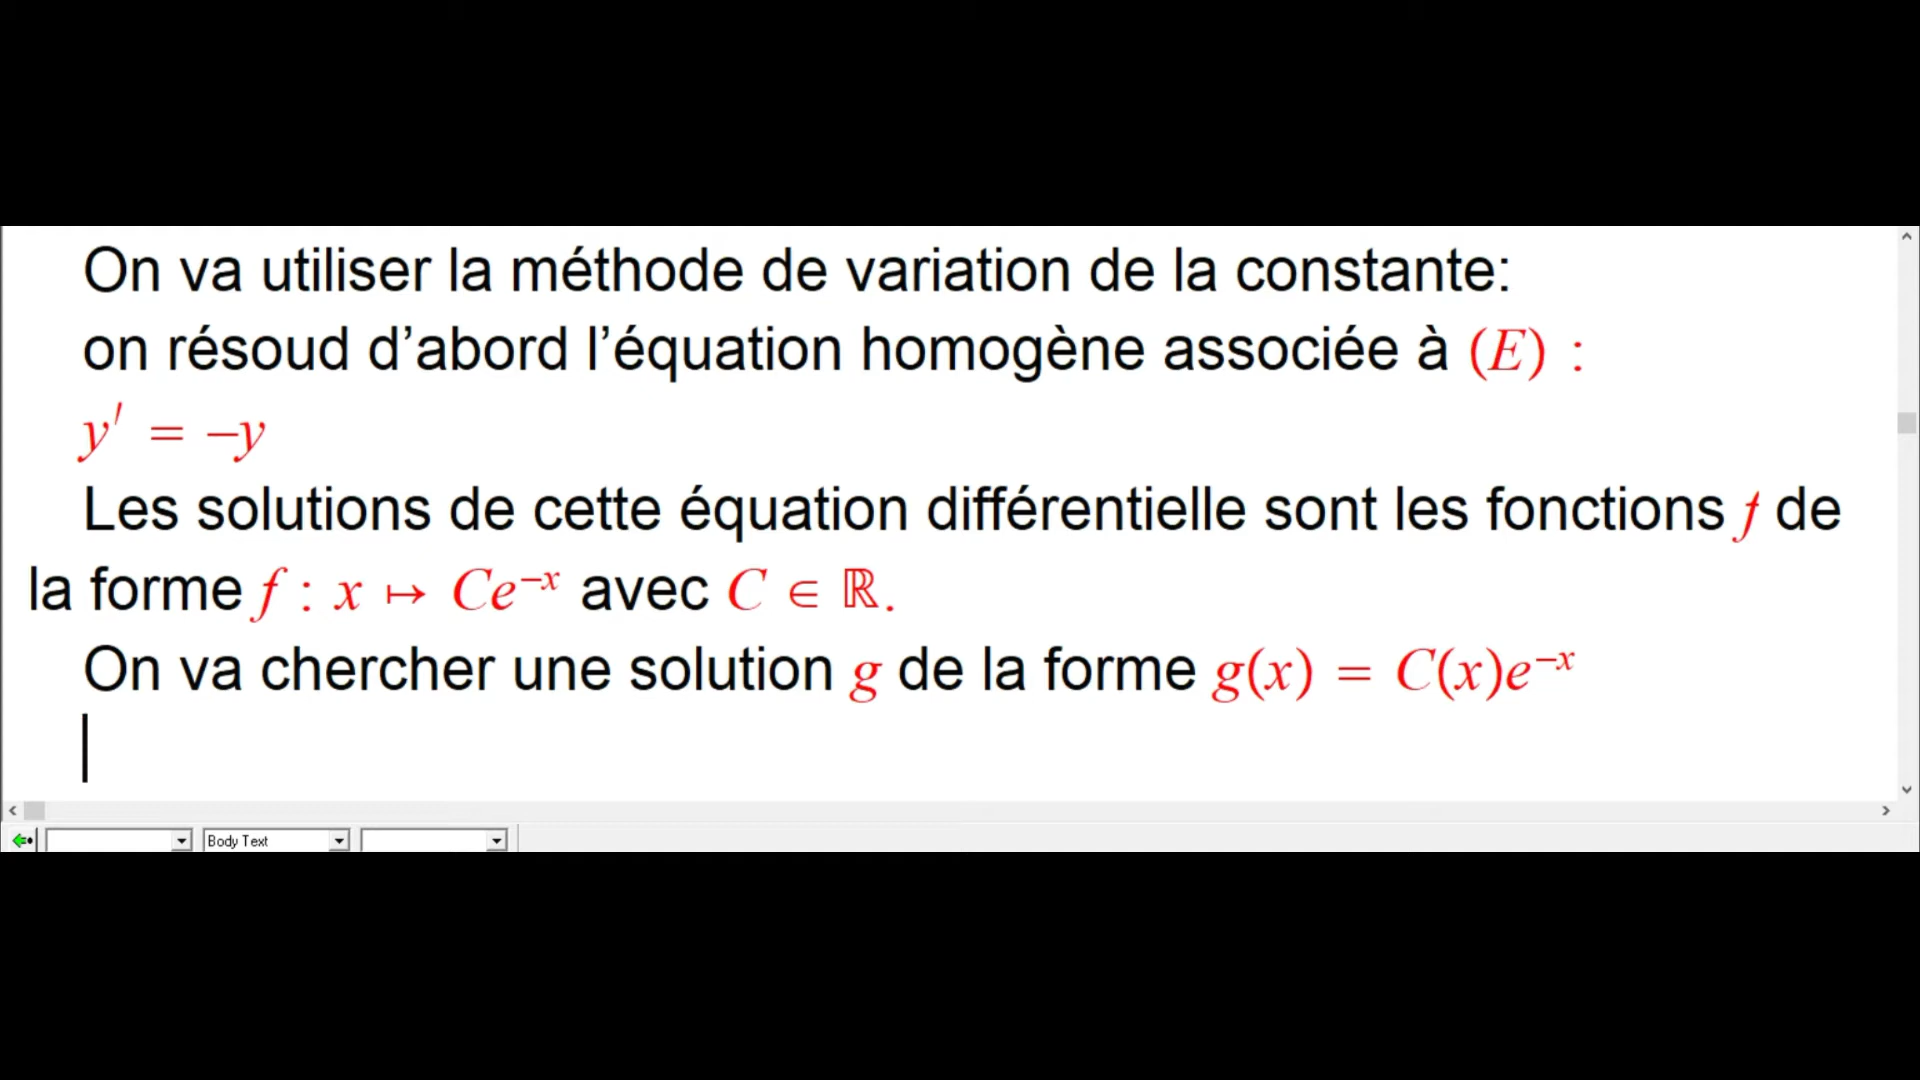 On va utiliser la méthode de variation de la constante:
on résoud d’abord l’équation homogène associée à (E) :
y′ = −y
Les solutions de cette équation différentielle sont les fonctions f de
la forme f : x ↦ Ce⁻ˣ avec C ∈ ℝ.
On va chercher une solution g de la forme g(x) = C(x)e⁻ˣ
Body Text